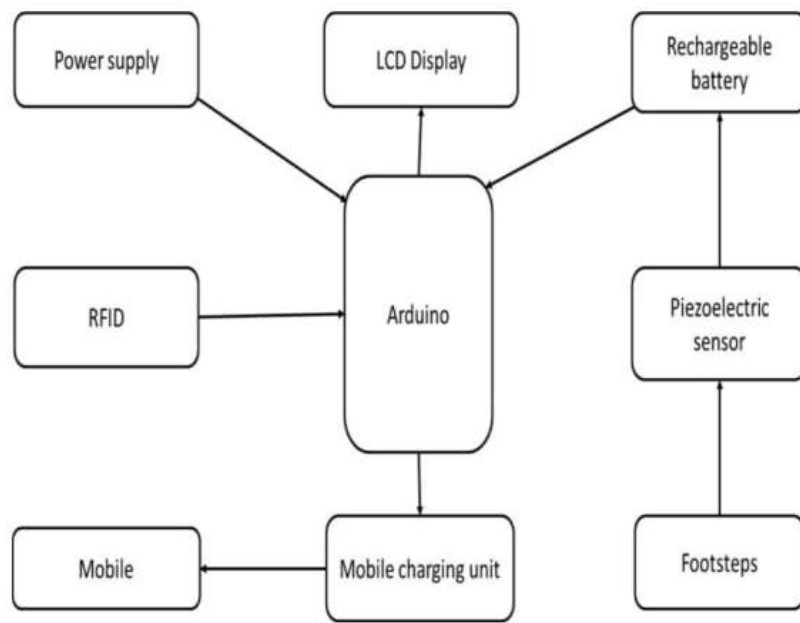 Power supply
LCD Display
Rechargeable
battery
RFID
Arduino
Piezoelectric
sensor
Mobile
Mobile charging unit
Footsteps